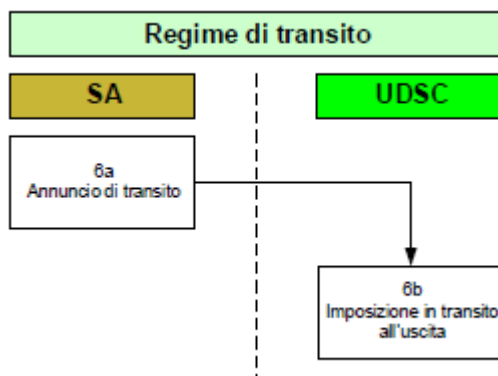 Regime di transito
SA
UDSC
6a
Annuncio di transito
6b
Imposizione in transito
all'uscita